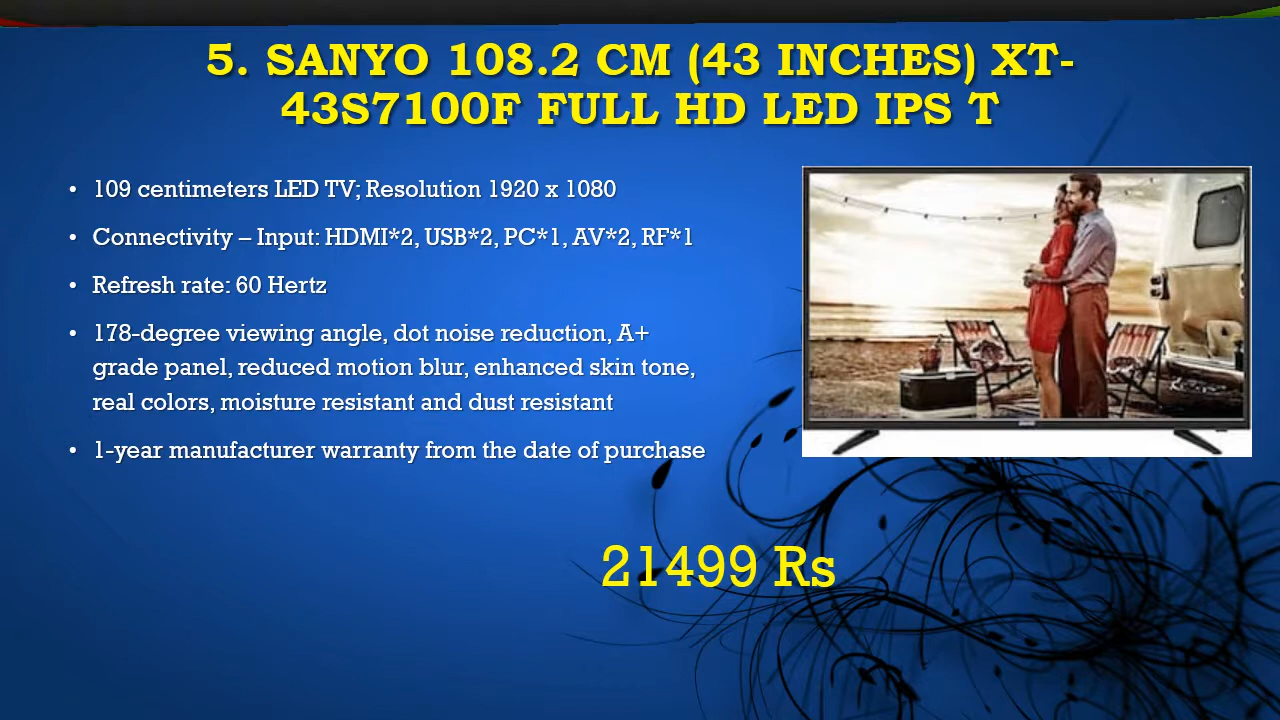 5. SANYO 108.2 CM (43 INCHES) XT-
43S7100F FULL HD LED IPS T
• 109 centimeters LED TV; Resolution 1920 x 1080
• Connectivity – Input: HDMI*2, USB*2, PC*1, AV*2, RF*1
• Refresh rate: 60 Hertz
• 178-degree viewing angle, dot noise reduction, A+
grade panel, reduced motion blur, enhanced skin tone,
real colors, moisture resistant and dust resistant
• 1-year manufacturer warranty from the date of purchase
21499 Rs